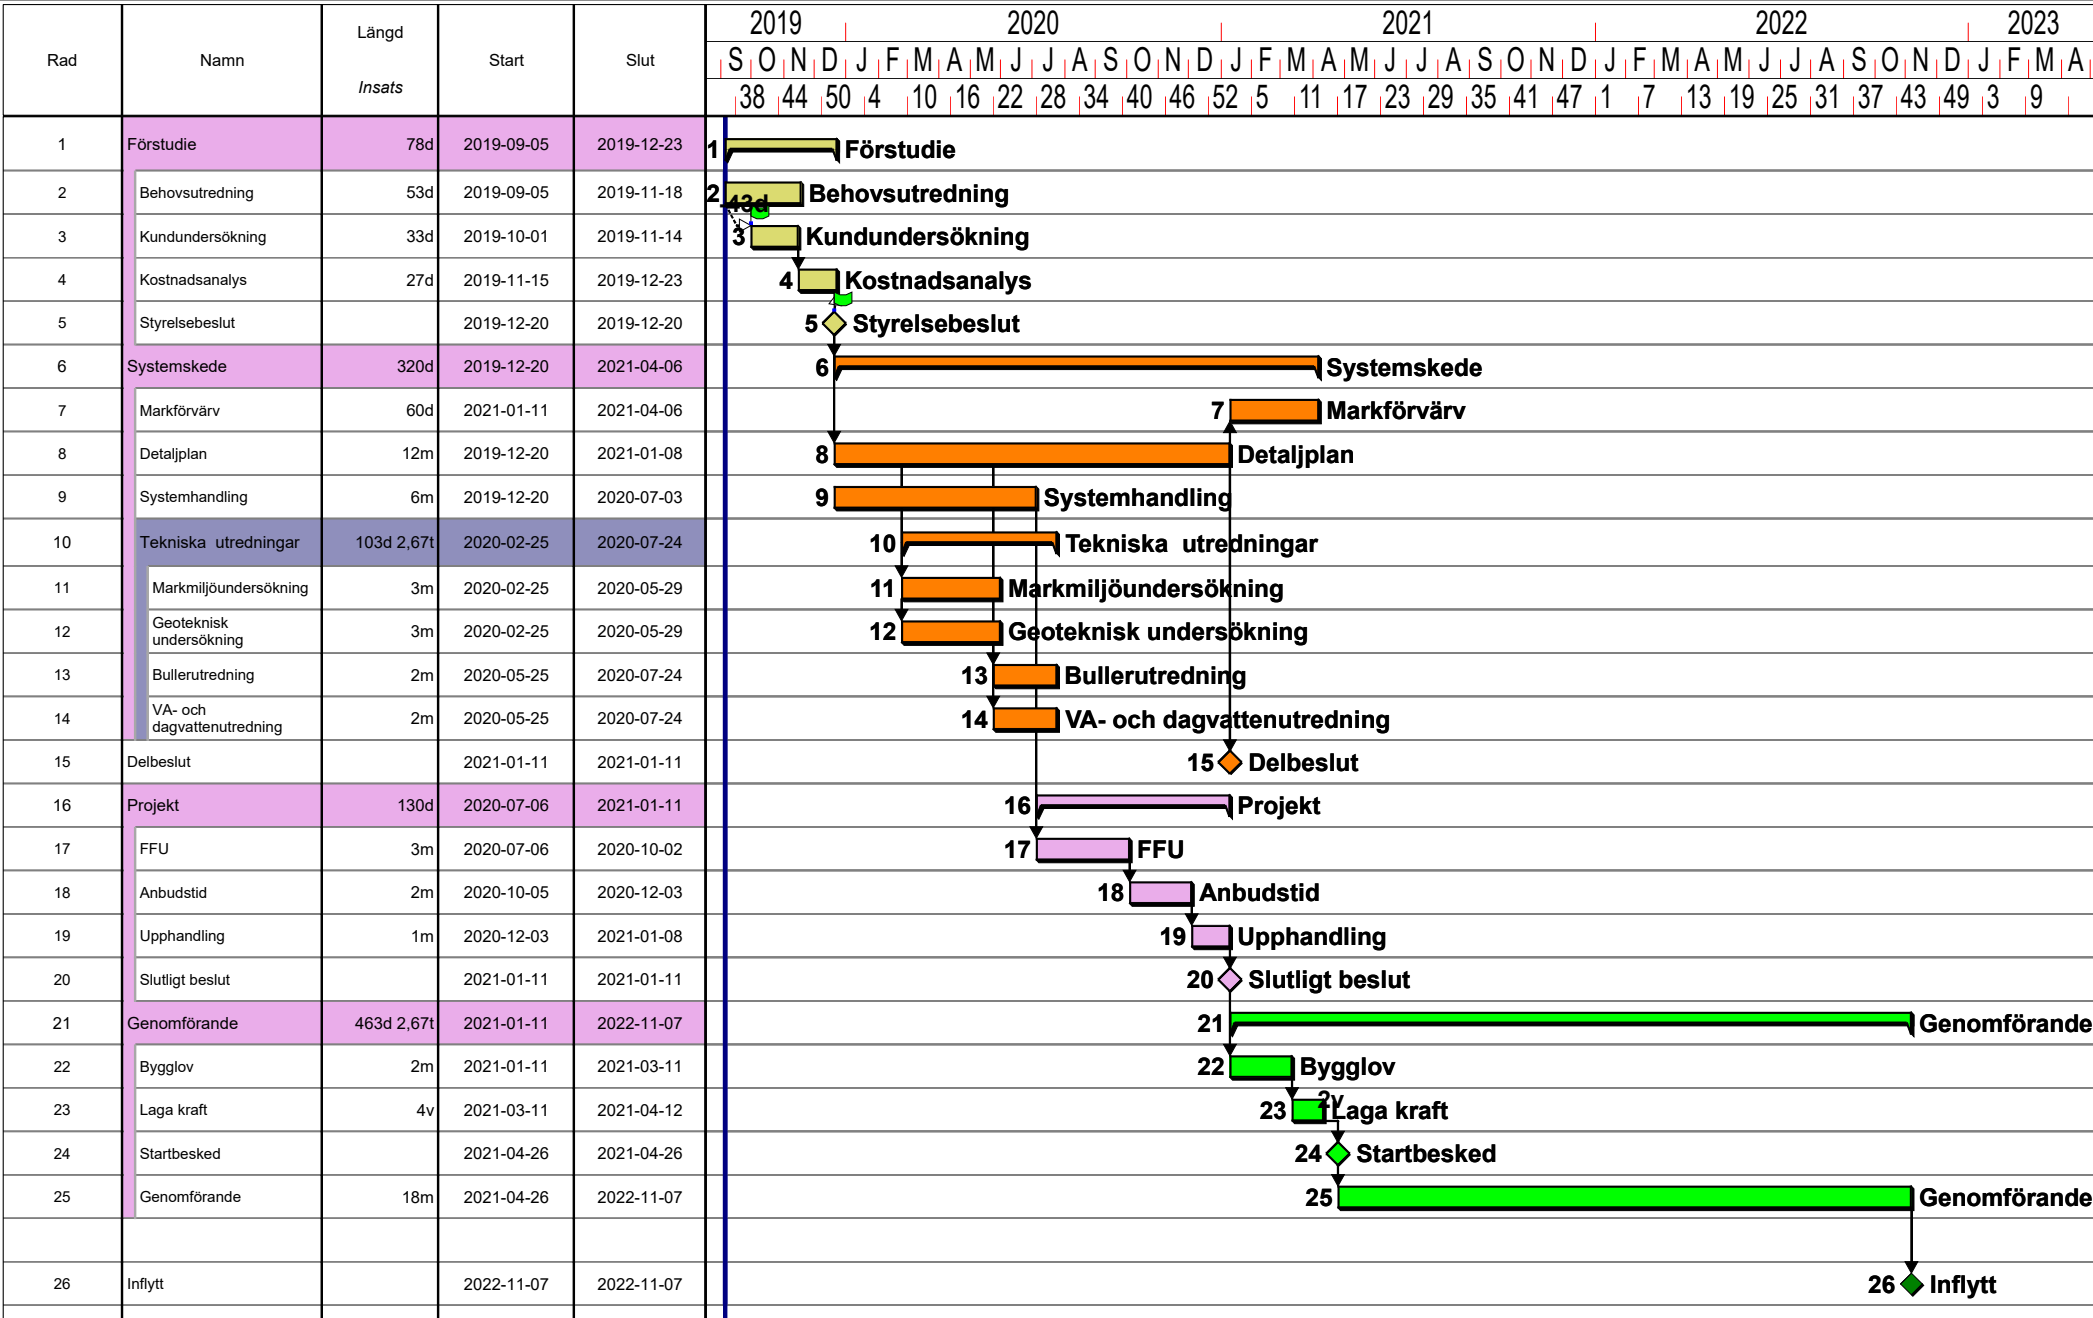 2019 2020 2021 2022 2023
Rad Namn Längd Start Slut
Insats
S O N D J F M A M J J A S O N D J F M A M J J A S O N D J F M A M J J A S O N D J F M A
38 44 50 4 10 16 22 28 34 40 46 52 5 11 17 23 29 35 41 47 1 7 13 19 25 31 37 43 49 3 9
1 Förstudie 78d 2019-09-05 2019-12-23 1 Förstudie
2 Behovsutredning 53d 2019-09-05 2019-11-18 2 Behovsutredning
-43d
3 Kundundersökning 33d 2019-10-01 2019-11-14 3 Kundundersökning
4 Kostnadsanalys 27d 2019-11-15 2019-12-23 4 Kostnadsanalys
5 Styrelsebeslut 2019-12-20 2019-12-20 5 Styrelsebeslut
6 Systemskede 320d 2019-12-20 2021-04-06 6 Systemskede
7 Markförvärv 60d 2021-01-11 2021-04-06 7 Markförvärv
8 Detaljplan 12m 2019-12-20 2021-01-08 8 Detaljplan
9 Systemhandling 6m 2019-12-20 2020-07-03 9 Systemhandling
10 Tekniska utredningar 103d 2,67t 2020-02-25 2020-07-24 10 Tekniska utredningar
11 Markmiljöundersökning 3m 2020-02-25 2020-05-29 11 Markmiljöundersökning
12 Geoteknisk undersökning 3m 2020-02-25 2020-05-29 12 Geoteknisk undersökning
13 Bullerutredning 2m 2020-05-25 2020-07-24 13 Bullerutredning
14 VA- och dagvattenutredning 2m 2020-05-25 2020-07-24 14 VA- och dagvattenutredning
15 Delbeslut 2021-01-11 2021-01-11 15 Delbeslut
16 Projekt 130d 2020-07-06 2021-01-11 16 Projekt
17 FFU 3m 2020-07-06 2020-10-02 17 FFU
18 Anbudstid 2m 2020-10-05 2020-12-03 18 Anbudstid
19 Upphandling 1m 2020-12-03 2021-01-08 19 Upphandling
20 Slutligt beslut 2021-01-11 2021-01-11 20 Slutligt beslut
21 Genomförande 463d 2,67t 2021-01-11 2022-11-07 21 Genomförande
22 Bygglov 2m 2021-01-11 2021-03-11 22 Bygglov
23 Laga kraft 4v 2021-03-11 2021-04-12 23 2v Laga kraft
24 Startbesked 2021-04-26 2021-04-26 24 Startbesked
25 Genomförande 18m 2021-04-26 2022-11-07 25 Genomförande
26 Inflytt 2022-11-07 2022-11-07 26 Inflytt